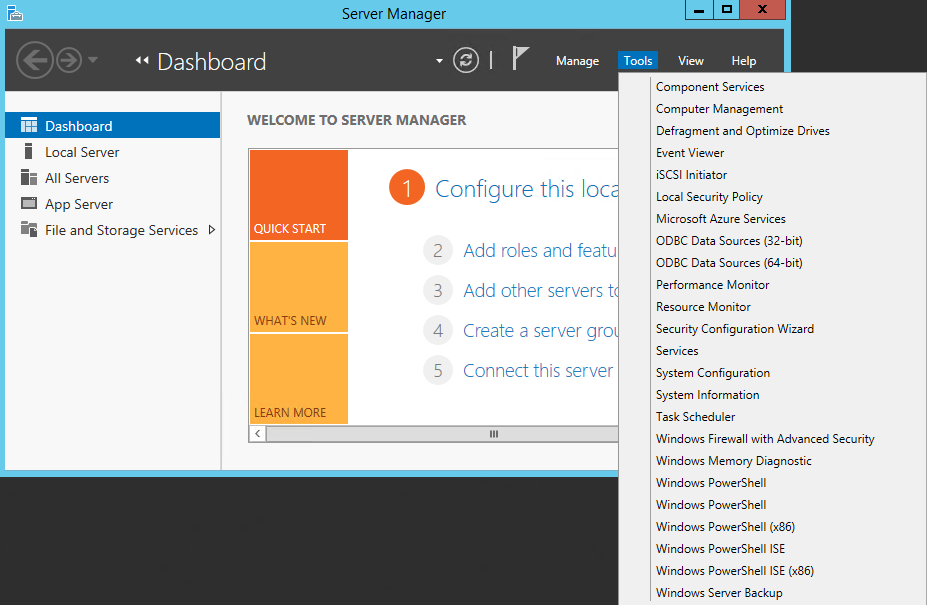 Server Manager
Dashboard
Manage
Tools
View
Help
Dashboard
Local Server
All Servers
App Server
File and Storage Services
WELCOME TO SERVER MANAGER
QUICK START
WHAT'S NEW
LEARN MORE
1 Configure this loca
2 Add roles and featu
3 Add other servers to
4 Create a server grou
5 Connect this server
Component Services
Computer Management
Defragment and Optimize Drives
Event Viewer
iSCSI Initiator
Local Security Policy
Microsoft Azure Services
ODBC Data Sources (32-bit)
ODBC Data Sources (64-bit)
Performance Monitor
Resource Monitor
Security Configuration Wizard
Services
System Configuration
System Information
Task Scheduler
Windows Firewall with Advanced Security
Windows Memory Diagnostic
Windows PowerShell
Windows PowerShell
Windows PowerShell (x86)
Windows PowerShell ISE
Windows PowerShell ISE (x86)
Windows Server Backup